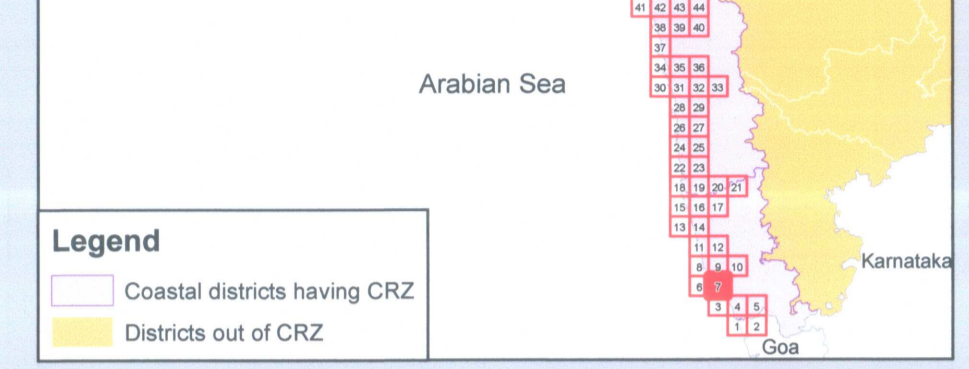 41 42 43 44
38 39 40
37
34 35 36
Arabian Sea
30 31 32 33
28 29
26 27
24 25
22 23
18 19 20 21
15 16 17
13 14
Legend
11 12
Karnataka
8 9 10
Coastal districts having CRZ
6 7
3 4 5
Districts out of CRZ
1 2
Goa